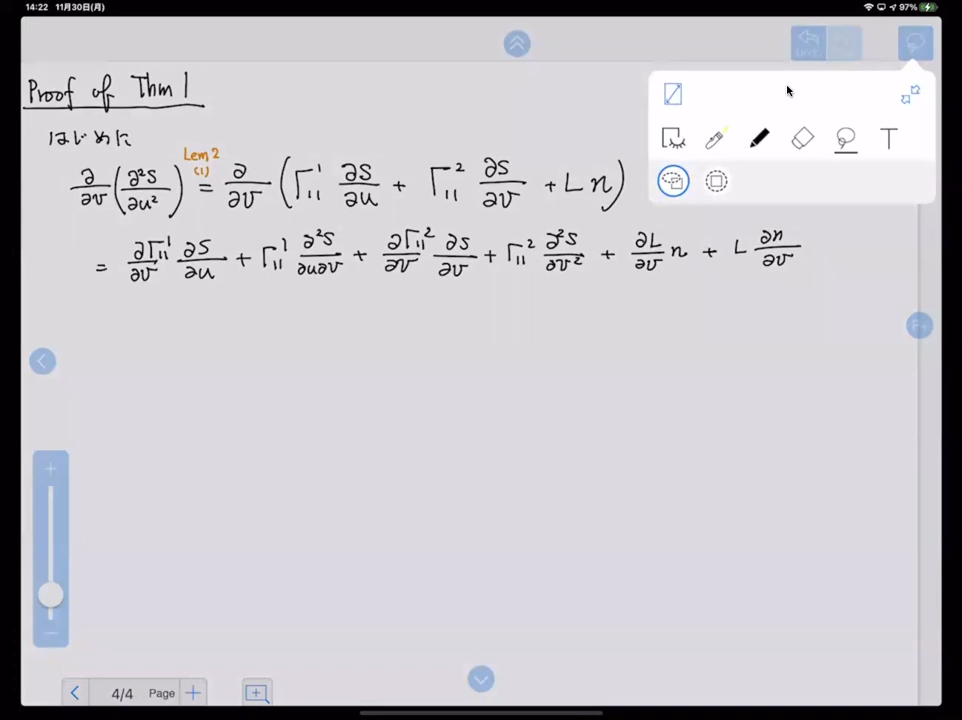 14:22 11月30日(月) 97%
Proof of Thm 1
はじめに
Lem 2
(1)
∂/∂v (∂²S/∂u²) = ∂/∂v (Γ₁₁¹ ∂S/∂u + Γ₁₁² ∂S/∂v + L n)
= ∂Γ₁₁¹/∂v ∂S/∂u + Γ₁₁¹ ∂²S/∂u∂v + ∂Γ₁₁²/∂v ∂S/∂v + Γ₁₁² ∂²S/∂v² + ∂L/∂v n + L ∂n/∂v
4/4 Page